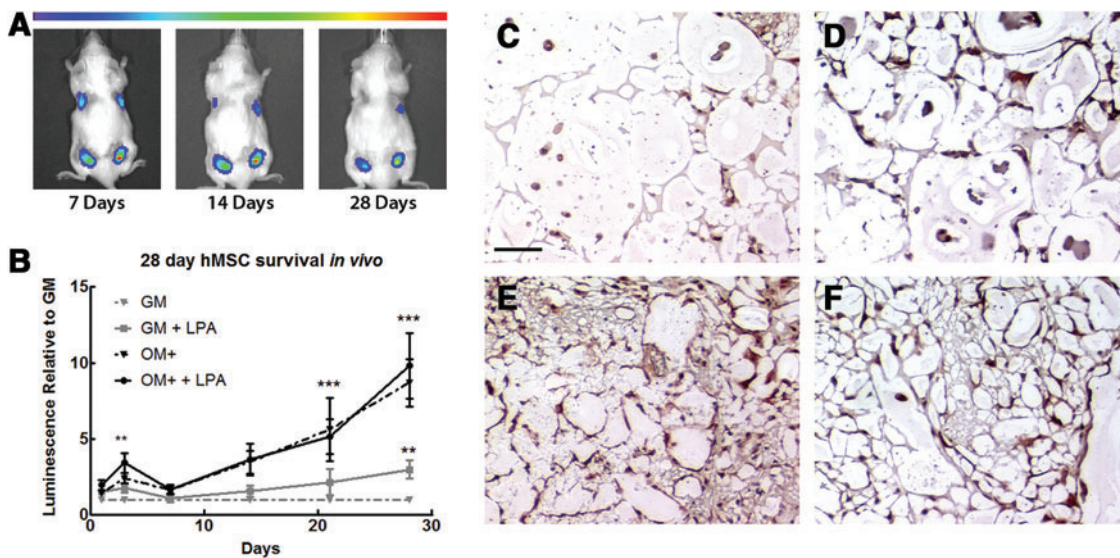 A
7 Days
14 Days
28 Days
B
28 day hMSC survival in vivo
Luminescence Relative to GM
15
10
5
0
GM
GM + LPA
OM+
OM+ + LPA
**
***
***
**
0
10
20
30
Days
C
D
E
F